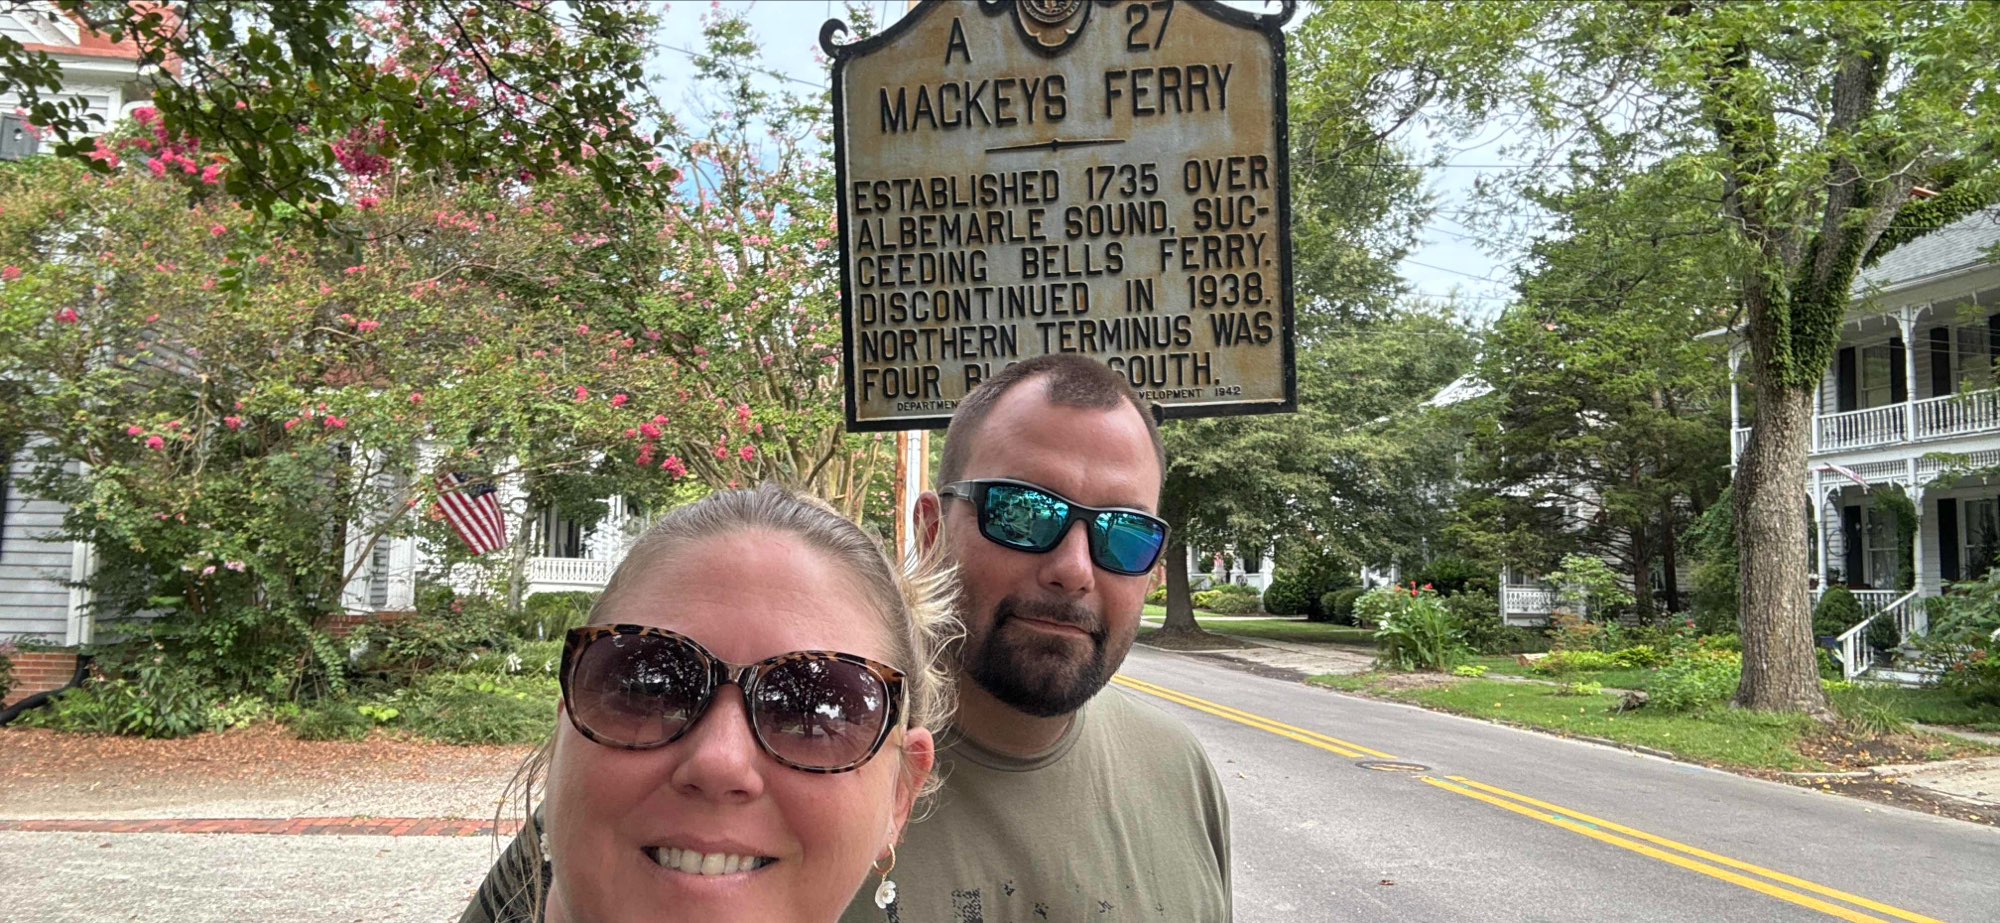 A 27
MACKEYS FERRY
ESTABLISHED 1735 OVER
ALBEMARLE SOUND, SUC-
CEEDING BELLS FERRY.
DISCONTINUED IN 1938.
NORTHERN TERMINUS WAS
FOUR SOUTH.
1942